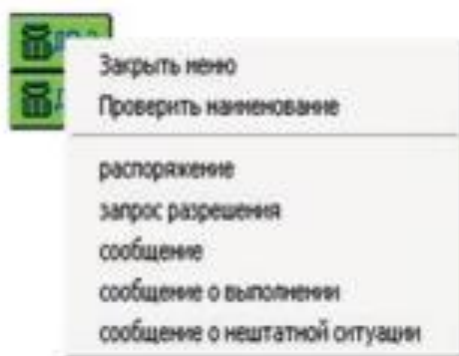 Закрыть меню
Проверить наименование
распоряжение
запрос разрешения
сообщение
сообщение о выполнении
сообщение о нештатной ситуации